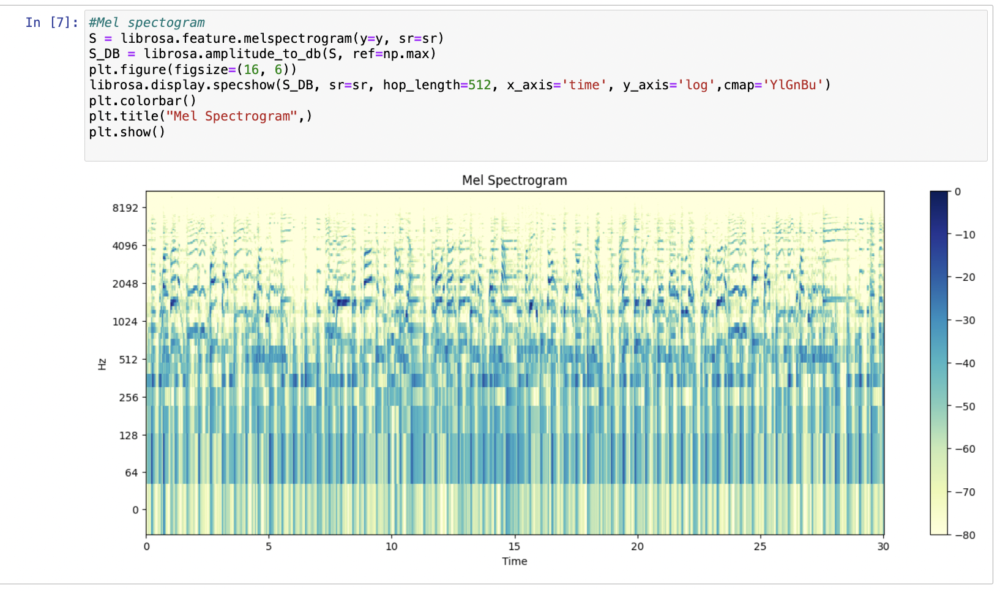 In [7]: #Mel spectogram
S = librosa.feature.melspectrogram(y=y, sr=sr)
S_DB = librosa.amplitude_to_db(S, ref=np.max)
plt.figure(figsize=(16, 6))
librosa.display.specshow(S_DB, sr=sr, hop_length=512, x_axis='time', y_axis='log',cmap='YlGnBu')
plt.colorbar()
plt.title("Mel Spectrogram",)
plt.show()
Mel Spectrogram
8192
4096
2048
1024
512
256
128
64
0
Hz
0 5 10 15 20 25 30
Time
0
−10
−20
−30
−40
−50
−60
−70
−80